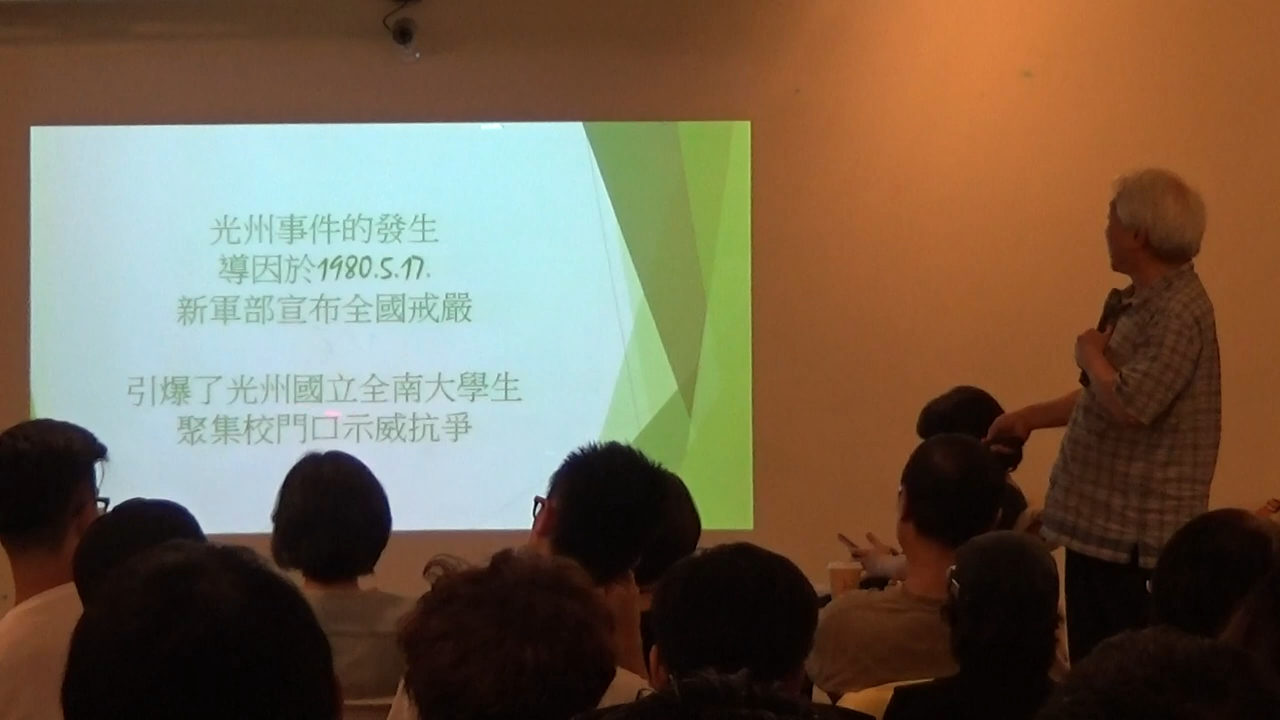 光州事件的發生
導因於1980.5.17.
新軍部宣布全國戒嚴
引爆了光州國立全南大學生
聚集校門口示威抗爭